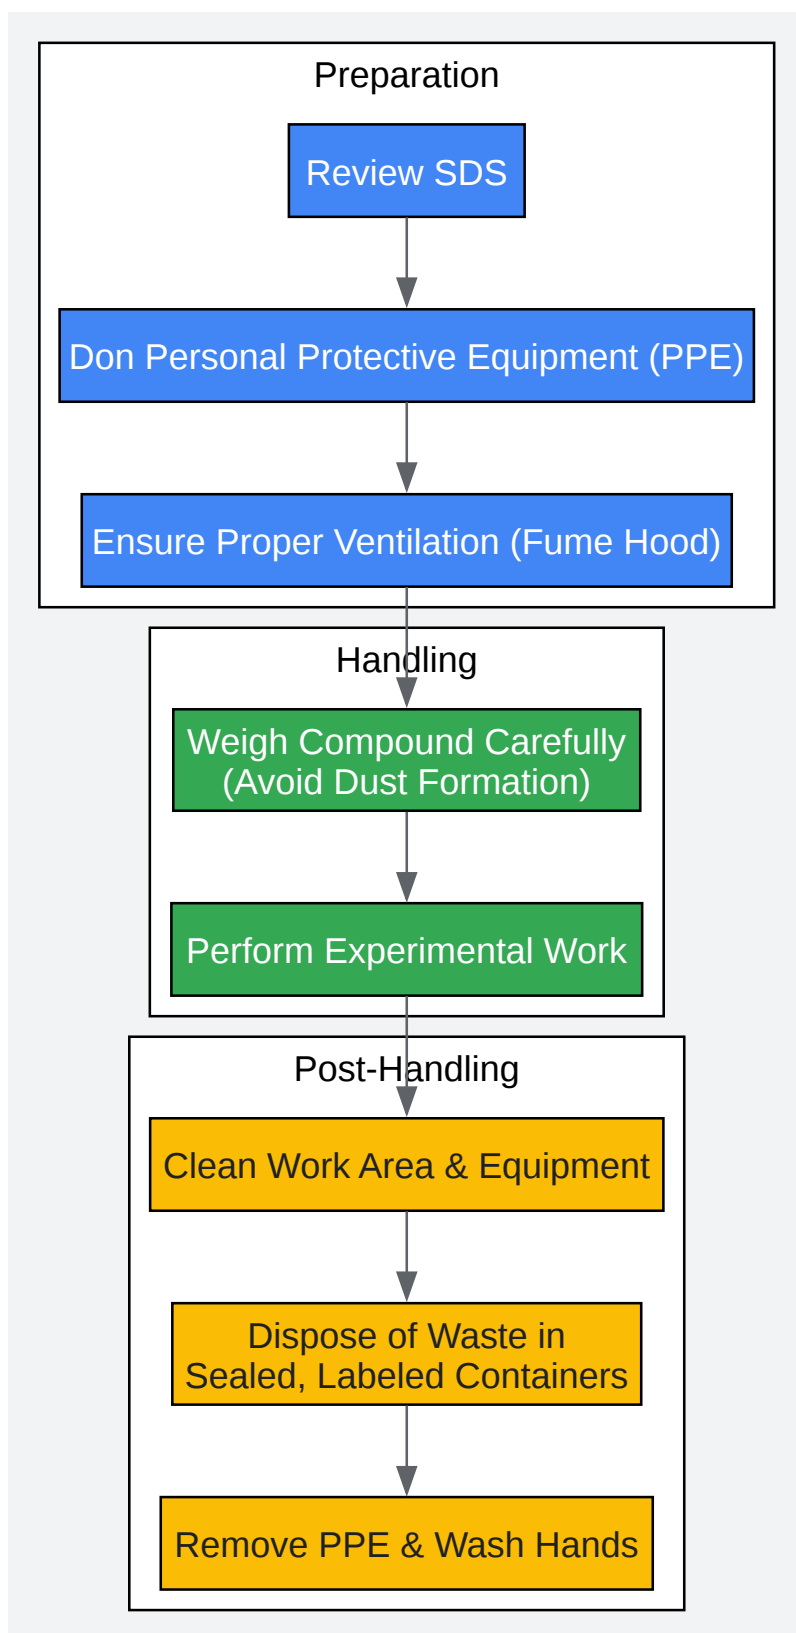 Preparation
Review SDS
Don Personal Protective Equipment (PPE)
Ensure Proper Ventilation (Fume Hood)
Handling
Weigh Compound Carefully
(Avoid Dust Formation)
Perform Experimental Work
Post-Handling
Clean Work Area & Equipment
Dispose of Waste in
Sealed, Labeled Containers
Remove PPE & Wash Hands